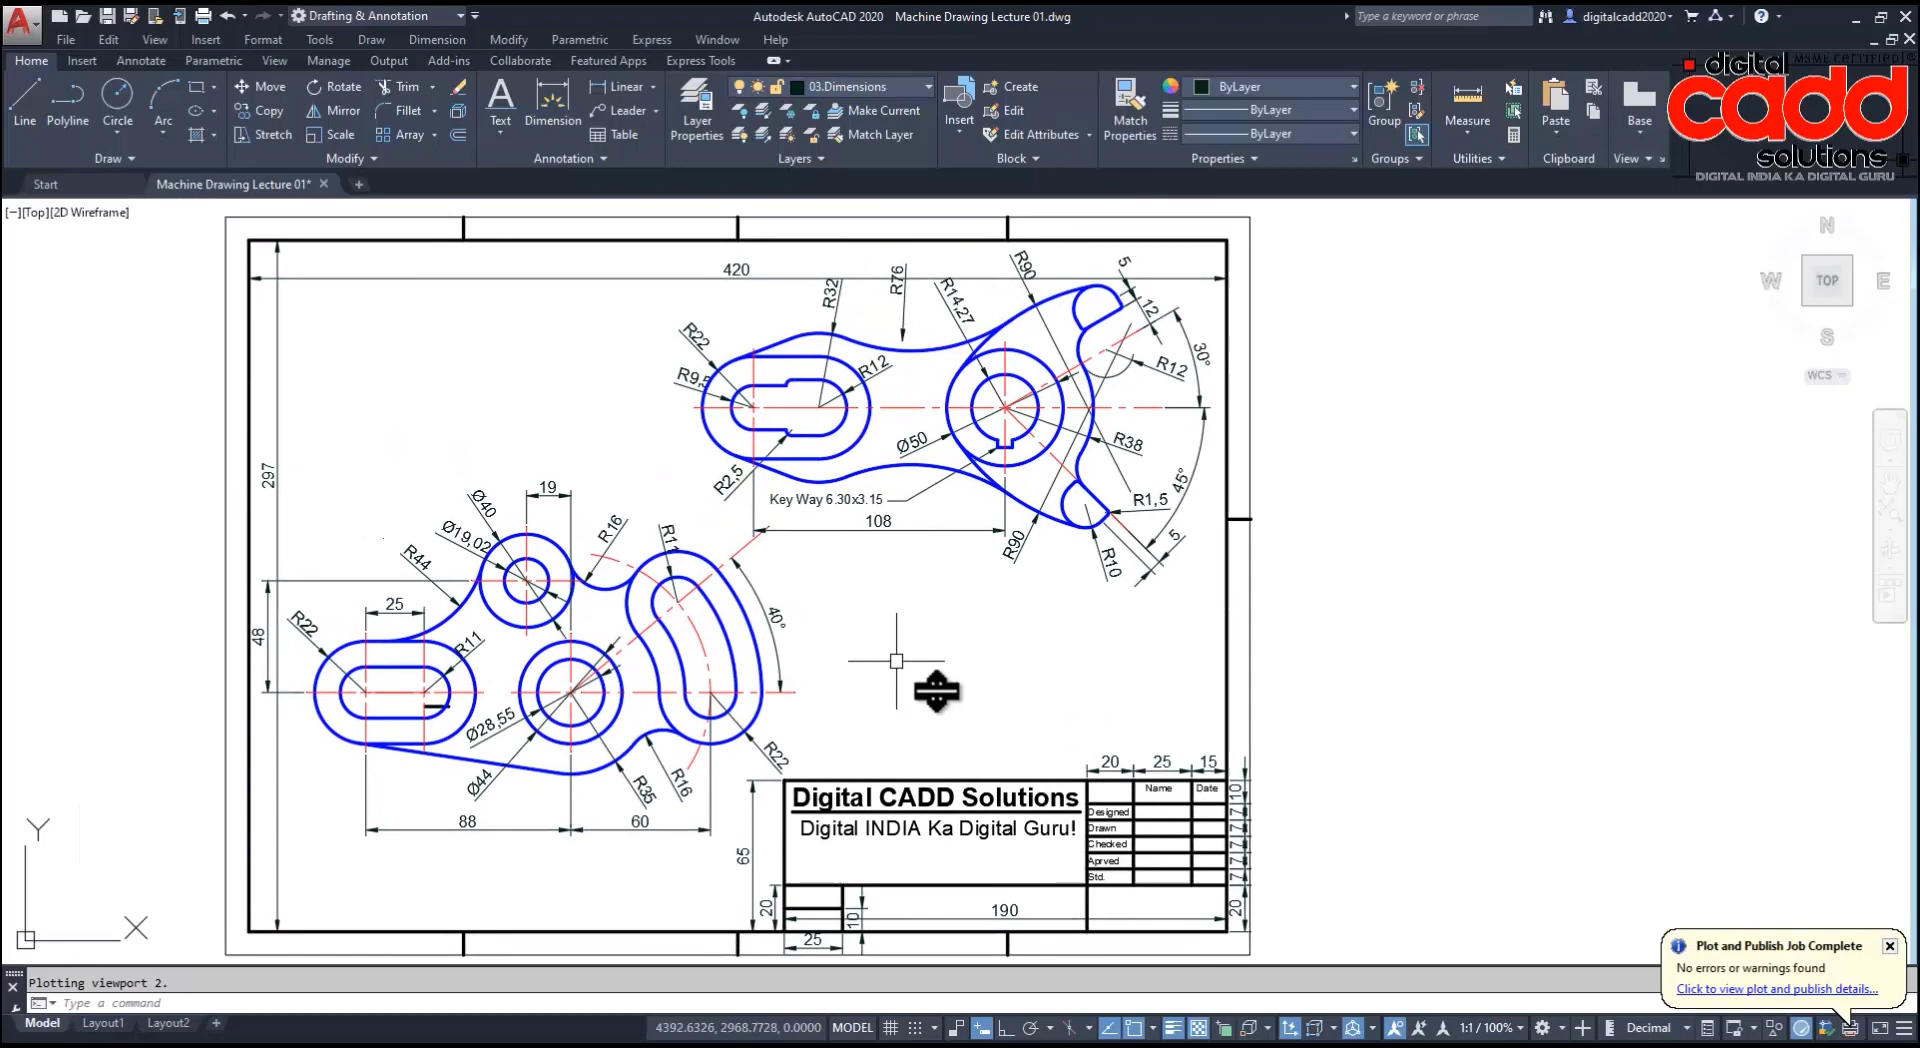 Drafting & Annotation
Autodesk AutoCAD 2020 Machine Drawing Lecture 01.dwg
Type a keyword or phrase
digitalcadd2020
File Edit View Insert Format Tools Draw Dimension Modify Parametric Express Window Help
Home Insert Annotate Parametric View Manage Output Add-ins Collaborate Featured Apps Express Tools
Line Polyline Circle Arc
Move Rotate Trim
Copy Mirror Fillet
Stretch Scale Array
Text Dimension
Linear
Leader
Table
Layer Properties
03.Dimensions
Make Current
Match Layer
Insert
Create
Edit
Edit Attributes
Match Properties
ByLayer
ByLayer
ByLayer
Group
Measure
Paste
Base
Draw Modify Annotation Layers Block Properties Groups Utilities Clipboard View
digital
MSME CERTIFIED
cadd
solutions
DIGITAL INDIA KA DIGITAL GURU
Start
Machine Drawing Lecture 01*
[−][Top][2D Wireframe]
N
W TOP E
S
WCS
420
297
R22
R9,5
R32
R76
R12
R14,27
R90
5
12
30°
R12
Ø50
R38
45°
R2,5
Key Way 6.30x3.15
108
R1,5
R90
R10
5
19
Ø40
Ø19,02
R44
R16
R11
40°
25
R22
48
R11
Ø28,55
Ø44
R35
R16
R22
88
60
20 25 15
Digital CADD Solutions
Digital INDIA Ka Digital Guru!
Name Date
Designed
Drawn
Checked
Aprved
Std.
10
7
7
7
7
7
20
65
20
10
190
25
Y
X
Plotting viewport 2.
Type a command
Plot and Publish Job Complete
No errors or warnings found
Click to view plot and publish details...
Model Layout1 Layout2
4392.6326, 2968.7728, 0.0000 MODEL
1:1 / 100%
Decimal